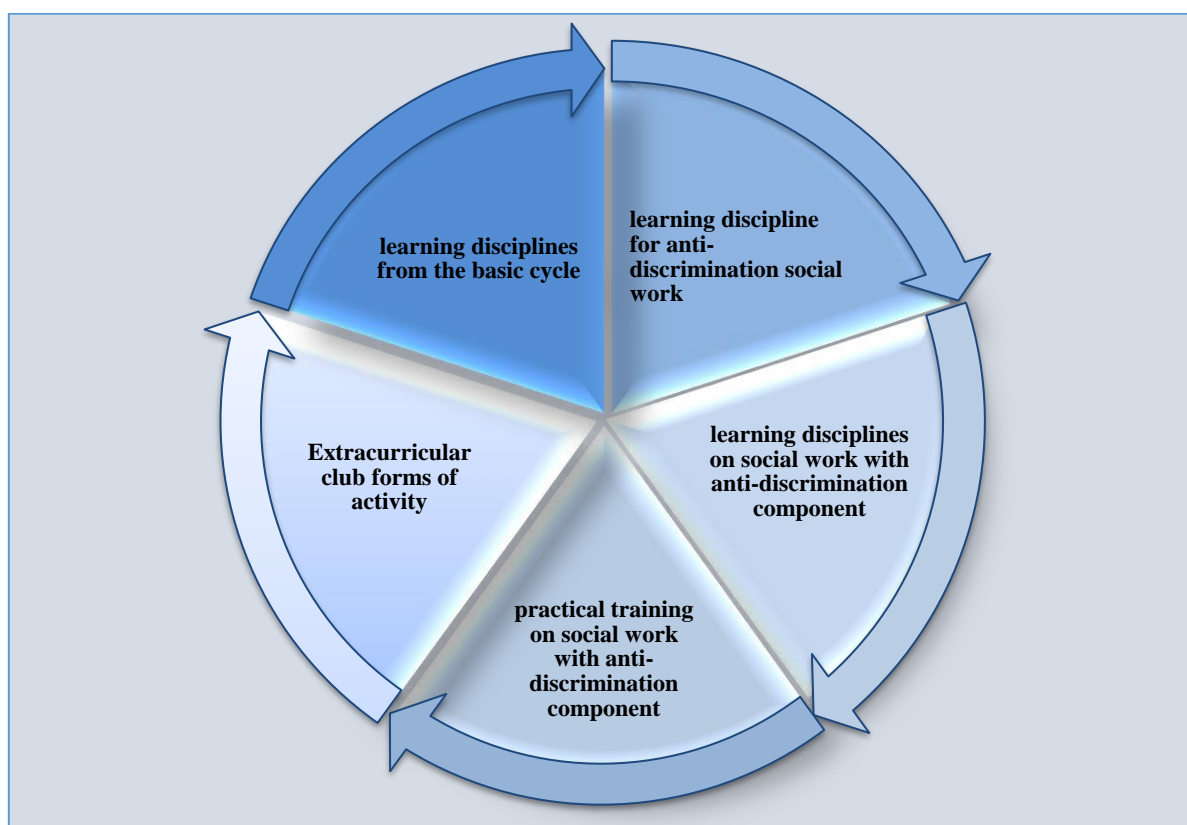 learning disciplines
from the basic cycle
learning discipline
for anti-
discrimination social
work
learning disciplines
on social work with
anti-discrimination
component
practical training
on social work
with anti-
discrimination
component
Extracurricular
club forms of
activity